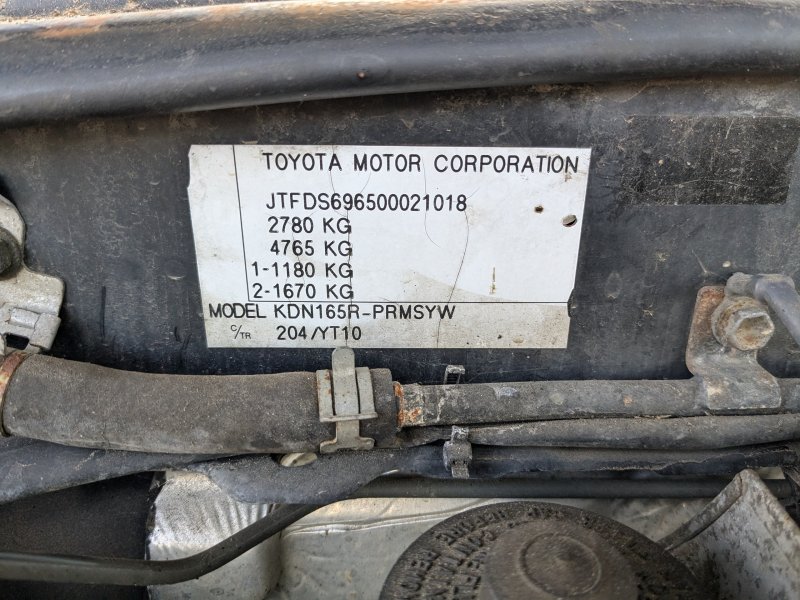 TOYOTA MOTOR CORPORATION
JTFDS696500021018
2780 KG
4765 KG
1-1180 KG
2-1670 KG
MODEL KDN165R-PRMSYW
C/TR 204/YT10